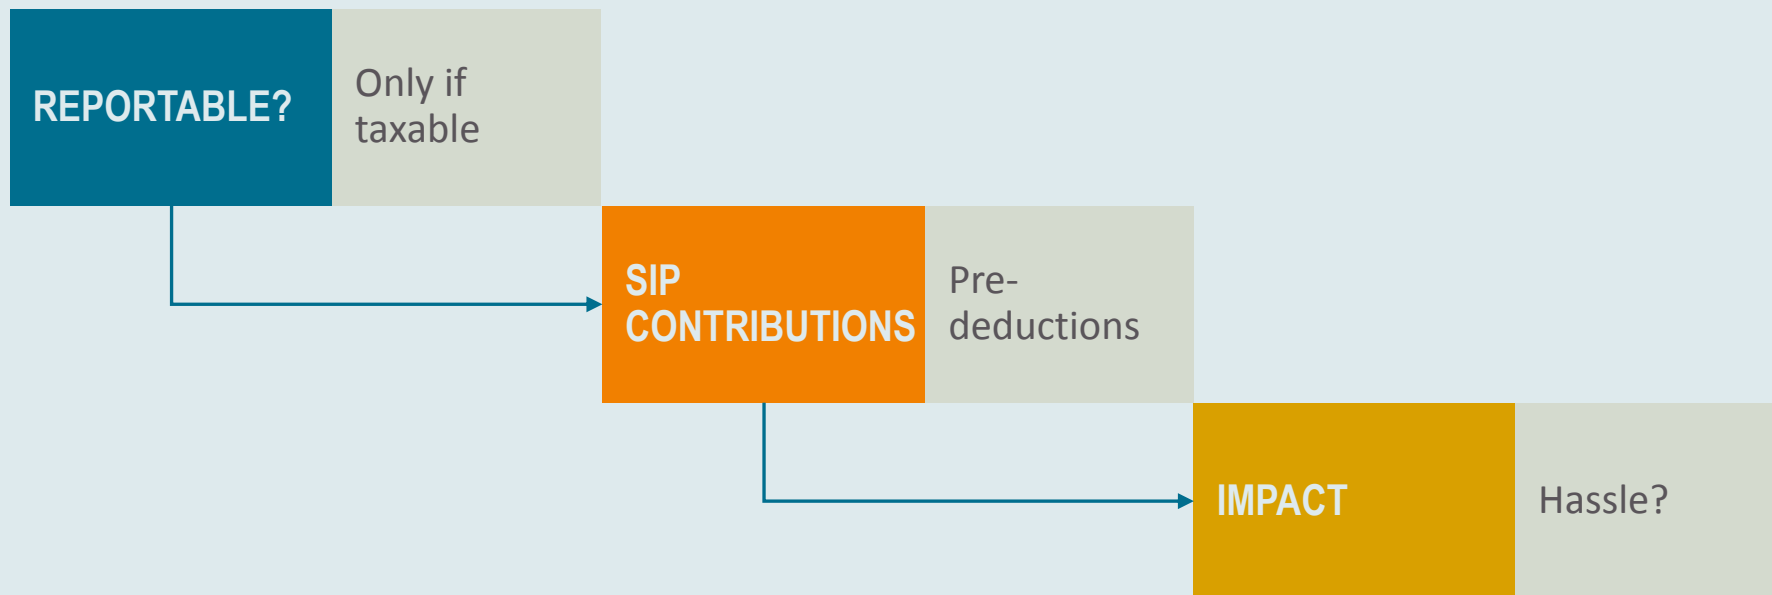 REPORTABLE?
Only if
taxable
SIP
CONTRIBUTIONS
Pre-
deductions
IMPACT
Hassle?